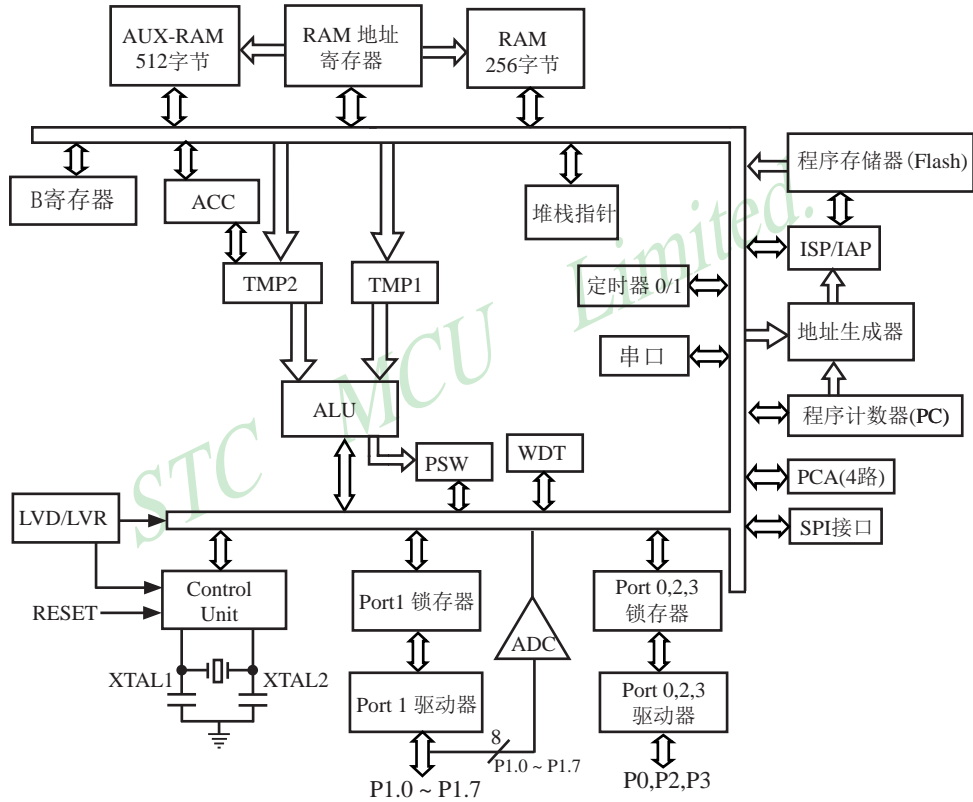 AUX-RAM
512字节
RAM 地址
寄存器
RAM
256字节
B寄存器
ACC
堆栈指针
程序存储器(Flash)
ISP/IAP
TMP2
TMP1
定时器 0/1
地址生成器
串口
ALU
程序计数器(PC)
PSW
WDT
PCA(4路)
LVD/LVR
SPI接口
Control
Unit
RESET
Port1 锁存器
ADC
Port 0,2,3
锁存器
XTAL1
XTAL2
Port 1 驱动器
Port 0,2,3
驱动器
8
P1.0 ~ P1.7
P1.0 ~ P1.7
P0,P2,P3
STC MCU Limited.